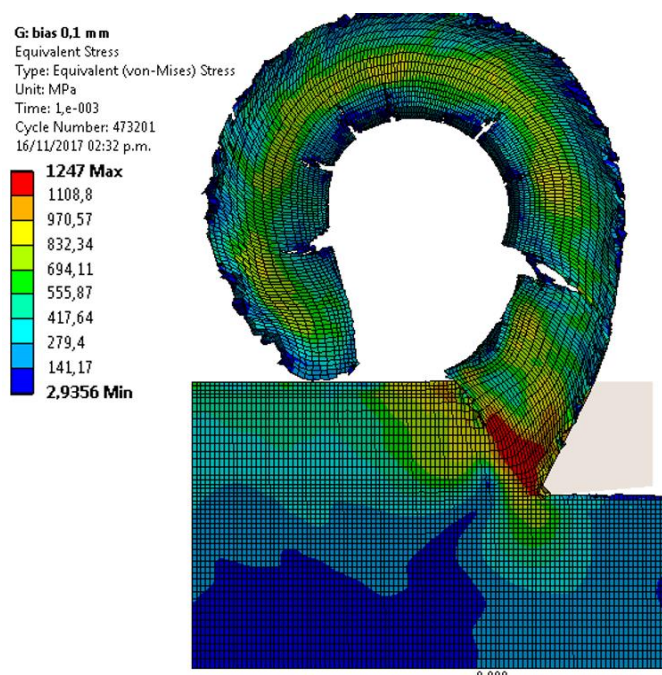 G: bias 0,1 mm
Equivalent Stress
Type: Equivalent (von-Mises) Stress
Unit: MPa
Time: 1,e-003
Cycle Number: 473201
16/11/2017 02:32 p.m.
1247 Max
1108,8
970,57
832,34
694,11
555,87
417,64
279,4
141,17
2,9356 Min